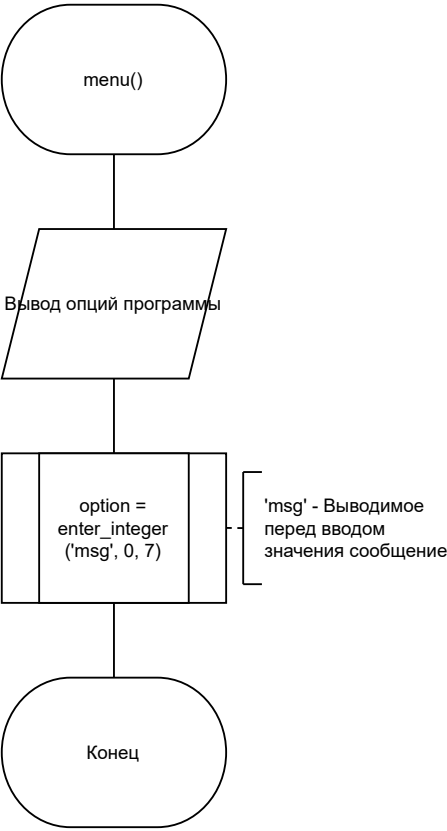 menu()
Вывод опций программы
option =
enter_integer
('msg', 0, 7)
'msg' - Выводимое
перед вводом
значения сообщение
Конец